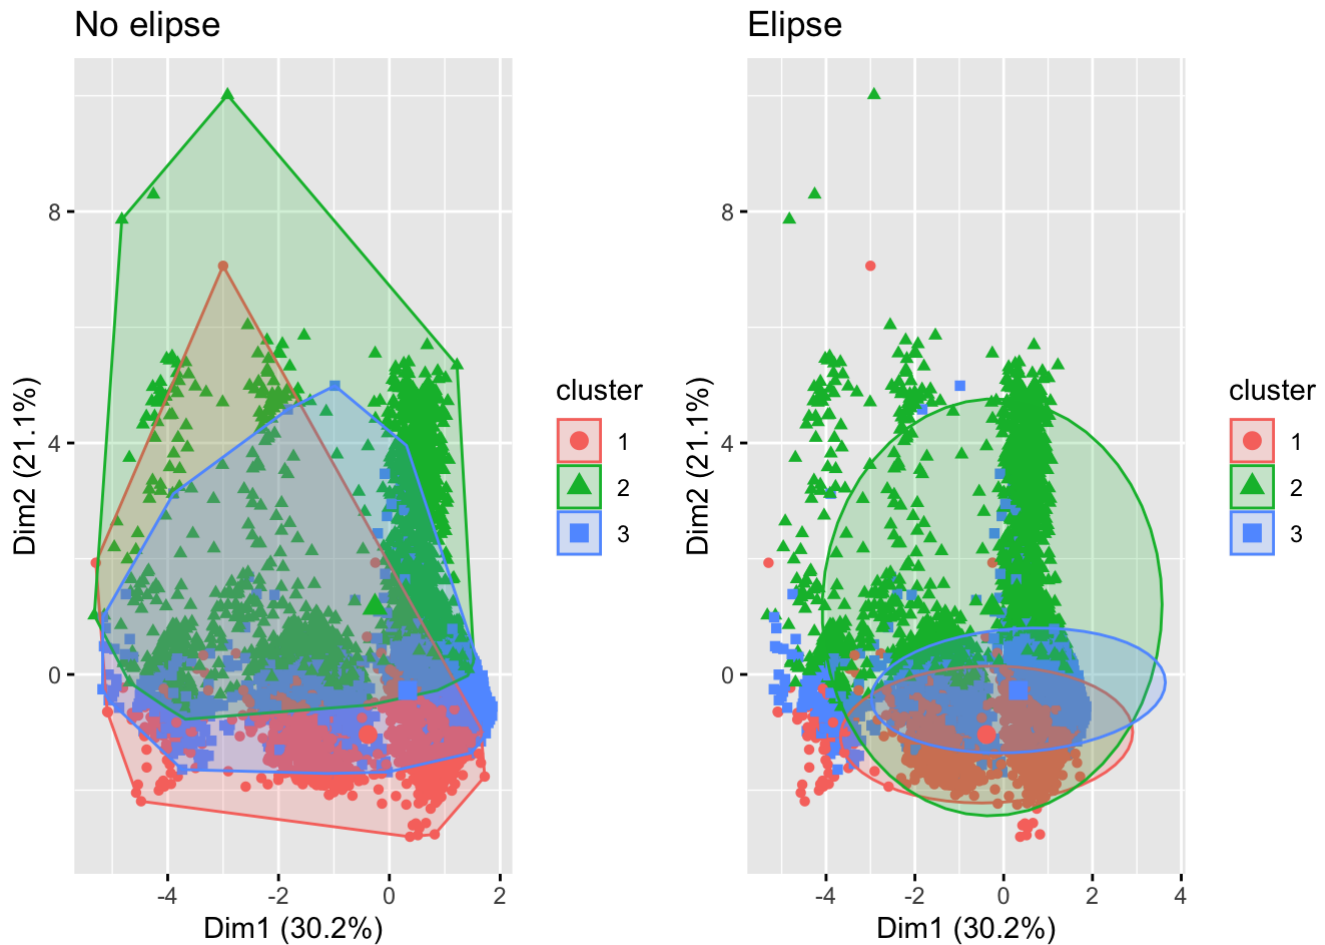 No elipse
Elipse
Dim2 (21.1%)
8
4
0
-4
-2
0
2
Dim1 (30.2%)
cluster
1
2
3
Dim2 (21.1%)
8
4
0
-4
-2
0
2
4
Dim1 (30.2%)
cluster
1
2
3